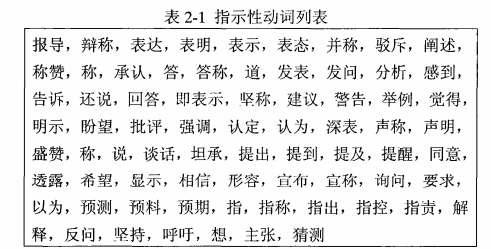 表 2-1 指示性动词列表
报导，辩称，表达，表明，表示，表态，并称，驳斥，阐述，
称赞，称，承认，答，答称，道，发表，发问，分析，感到，
告诉，还说，回答，即表示，坚称，建议，警告，举例，觉得，
明示，盼望，批评，强调，认定，认为，深表，声称，声明，
盛赞，称，说，谈话，坦承，提出，提到，提及，提醒，同意，
透露，希望，显示，相信，形容，宣布，宣称，询问，要求，
以为，预测，预料，预期，指，指称，指出，指控，指责，解
释，反问，坚持，呼吁，想，主张，猜测